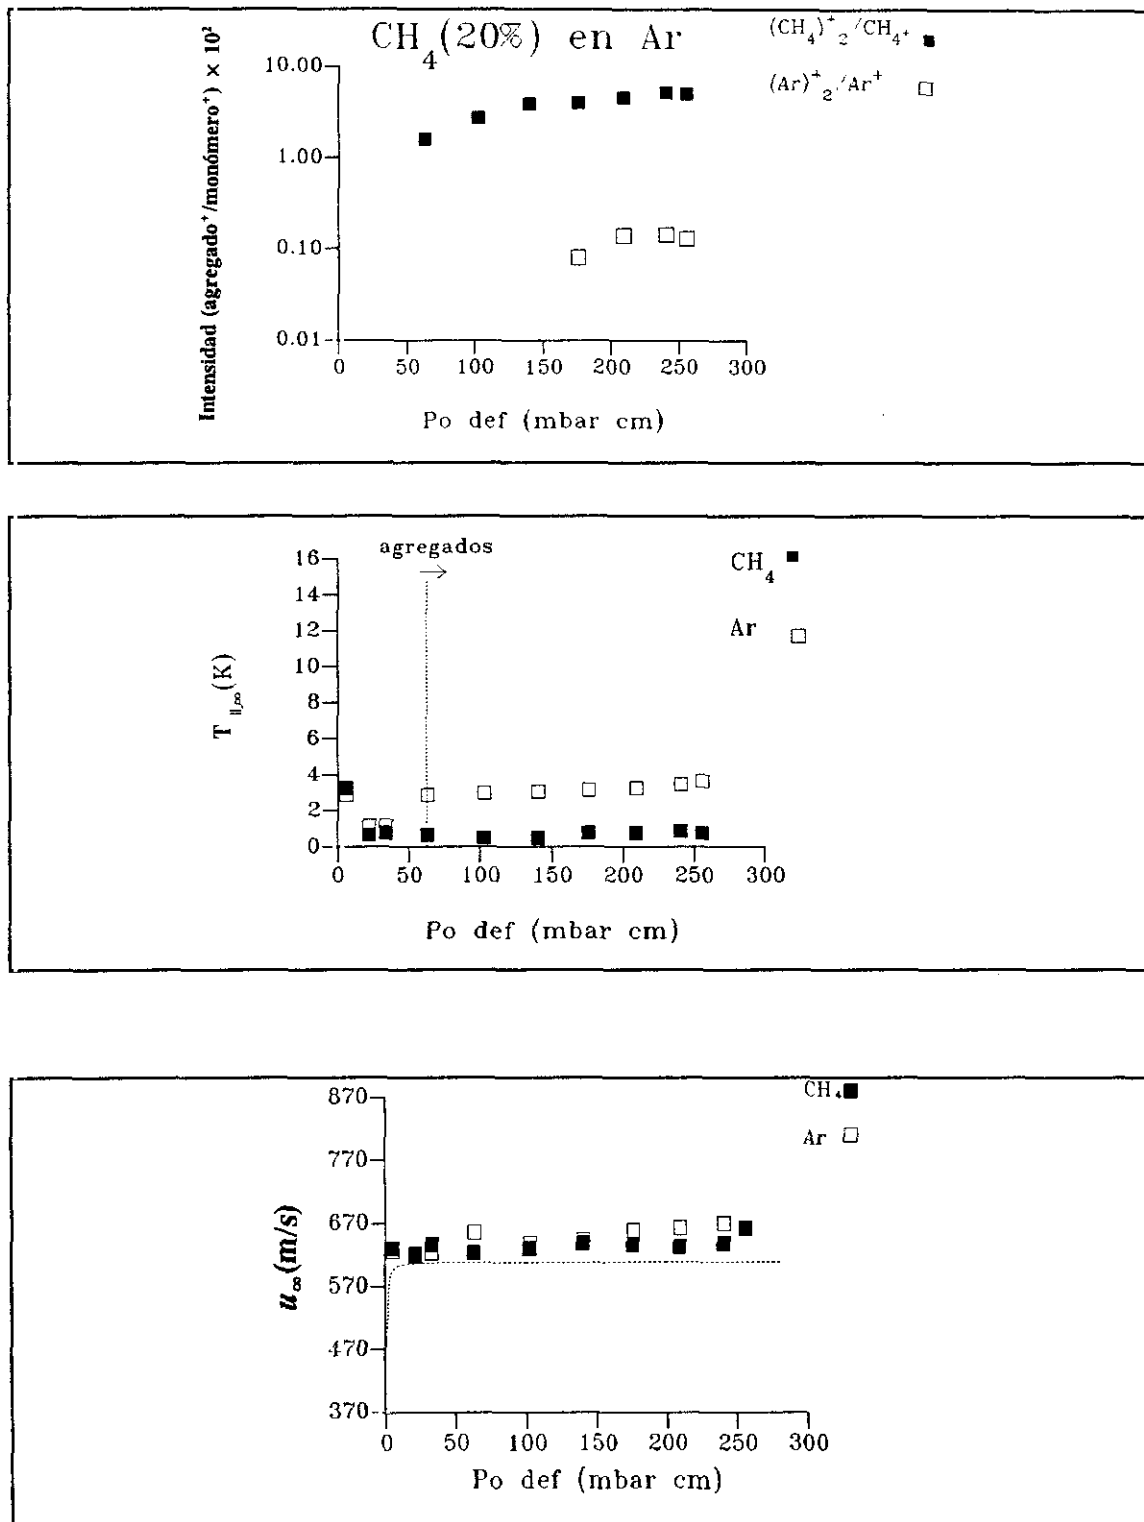 CH₄(20%) en Ar
(CH₄)⁺₂/CH₄⁺
(Ar)⁺₂/Ar⁺
Intensidad (agregado⁺/monómero⁺) × 10²
10.00
1.00
0.10
0.01
0 50 100 150 200 250 300
Po def (mbar cm)
agregados
CH₄
Ar
T ∥,∞ (K)
16
14
12
10
8
6
4
2
0
0 50 100 150 200 250 300
Po def (mbar cm)
CH₄
Ar
u∞(m/s)
870
770
670
570
470
370
0 50 100 150 200 250 300
Po def (mbar cm)